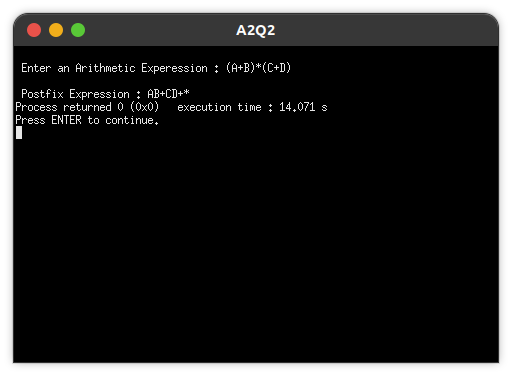 A2Q2
Enter an Arithmetic Experession : (A+B)*(C+D)
Postfix Expression : AB+CD+*
Process returned 0 (0x0)   execution time : 14.071 s
Press ENTER to continue.